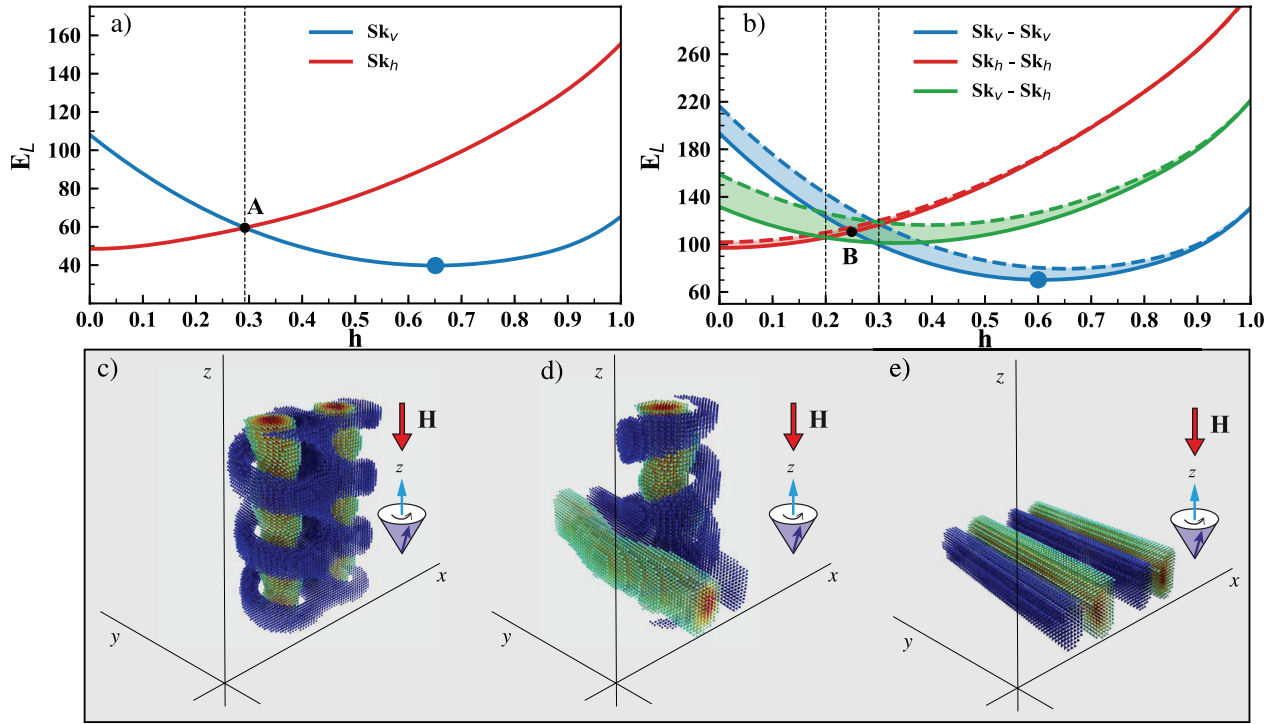 a)
Sk_v
Sk_h
E_L
160
140
120
100
80
60
40
A
0.0 0.1 0.2 0.3 0.4 0.5 0.6 0.7 0.8 0.9 1.0
h
b)
Sk_v - Sk_v
Sk_h - Sk_h
Sk_v - Sk_h
E_L
260
220
180
140
100
60
B
0.0 0.1 0.2 0.3 0.4 0.5 0.6 0.7 0.8 0.9 1.0
h
c)
z
H
z
x
y
d)
z
H
z
x
y
e)
z
H
z
x
y